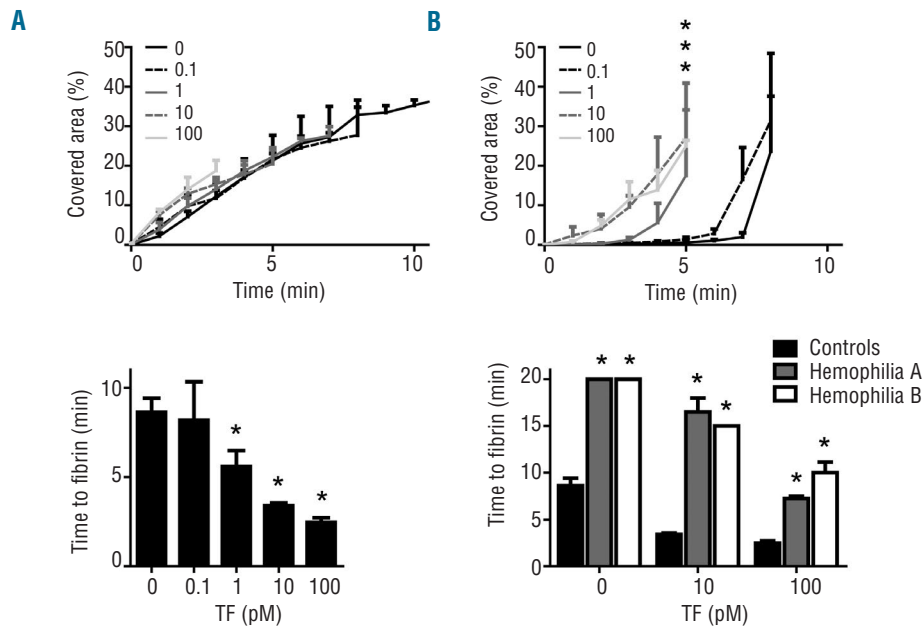 A
50
40
30
20
10
0
Covered area (%)
0
0.1
1
10
100
0
5
10
Time (min)
B
50
40
30
20
10
0
Covered area (%)
0
0.1
1
10
100
*
*
*
0
5
10
Time (min)
10
5
0
Time to fibrin (min)
* * *
0 0.1 1 10 100
TF (pM)
20
15
10
5
0
Time to fibrin (min)
* * * * * *
Controls
Hemophilia A
Hemophilia B
0 10 100
TF (pM)